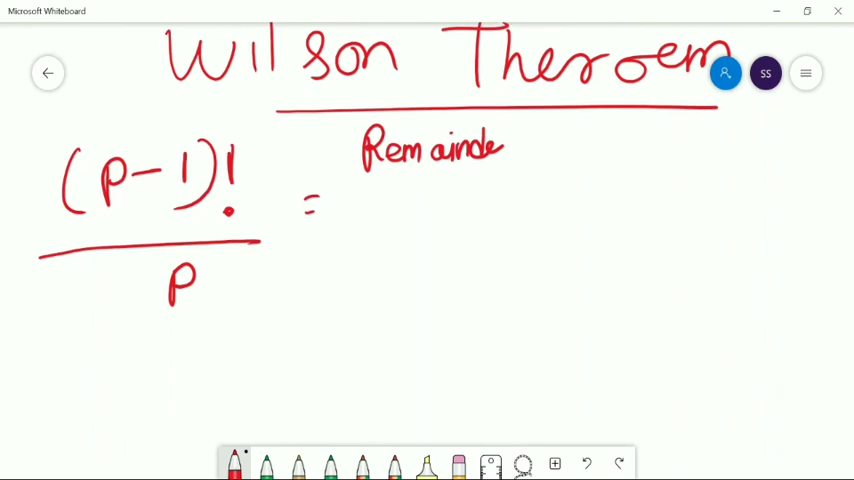 Microsoft Whiteboard
Wilson Theroem
SS
Remainde
(p-1)!
=
p